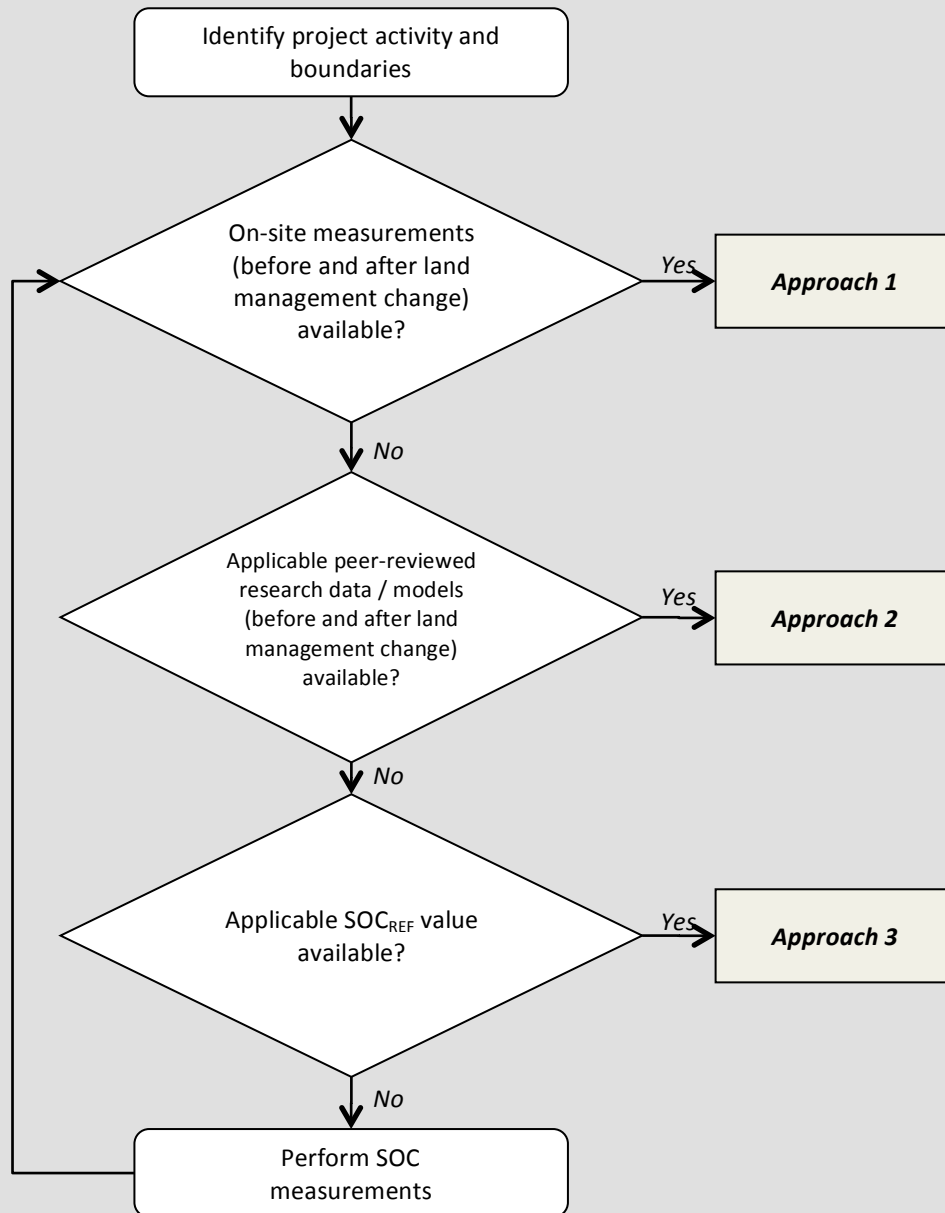 Identify project activity and
boundaries
On-site measurements
(before and after land
management change)
available?
Yes
Approach 1
No
Applicable peer-reviewed
research data / models
(before and after land
management change)
available?
Yes
Approach 2
No
Applicable SOCREF value
available?
Yes
Approach 3
No
Perform SOC
measurements